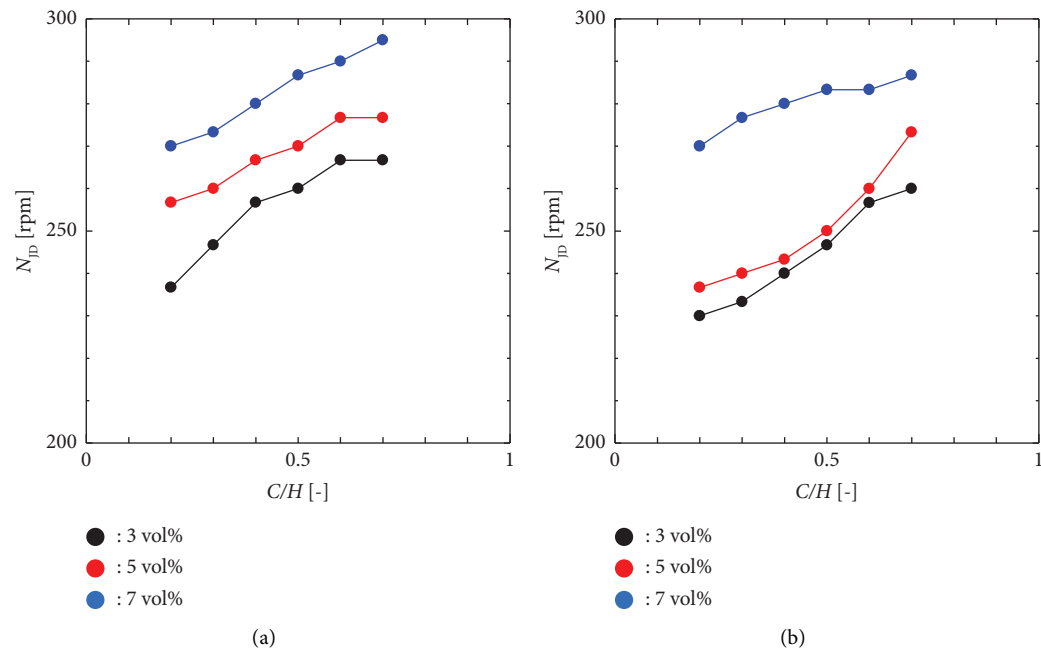 300
250
200
N_JD [rpm]
0
0.5
1
C/H [-]
: 3 vol%
: 5 vol%
: 7 vol%
(a)
300
250
200
N_JD [rpm]
0
0.5
1
C/H [-]
: 3 vol%
: 5 vol%
: 7 vol%
(b)